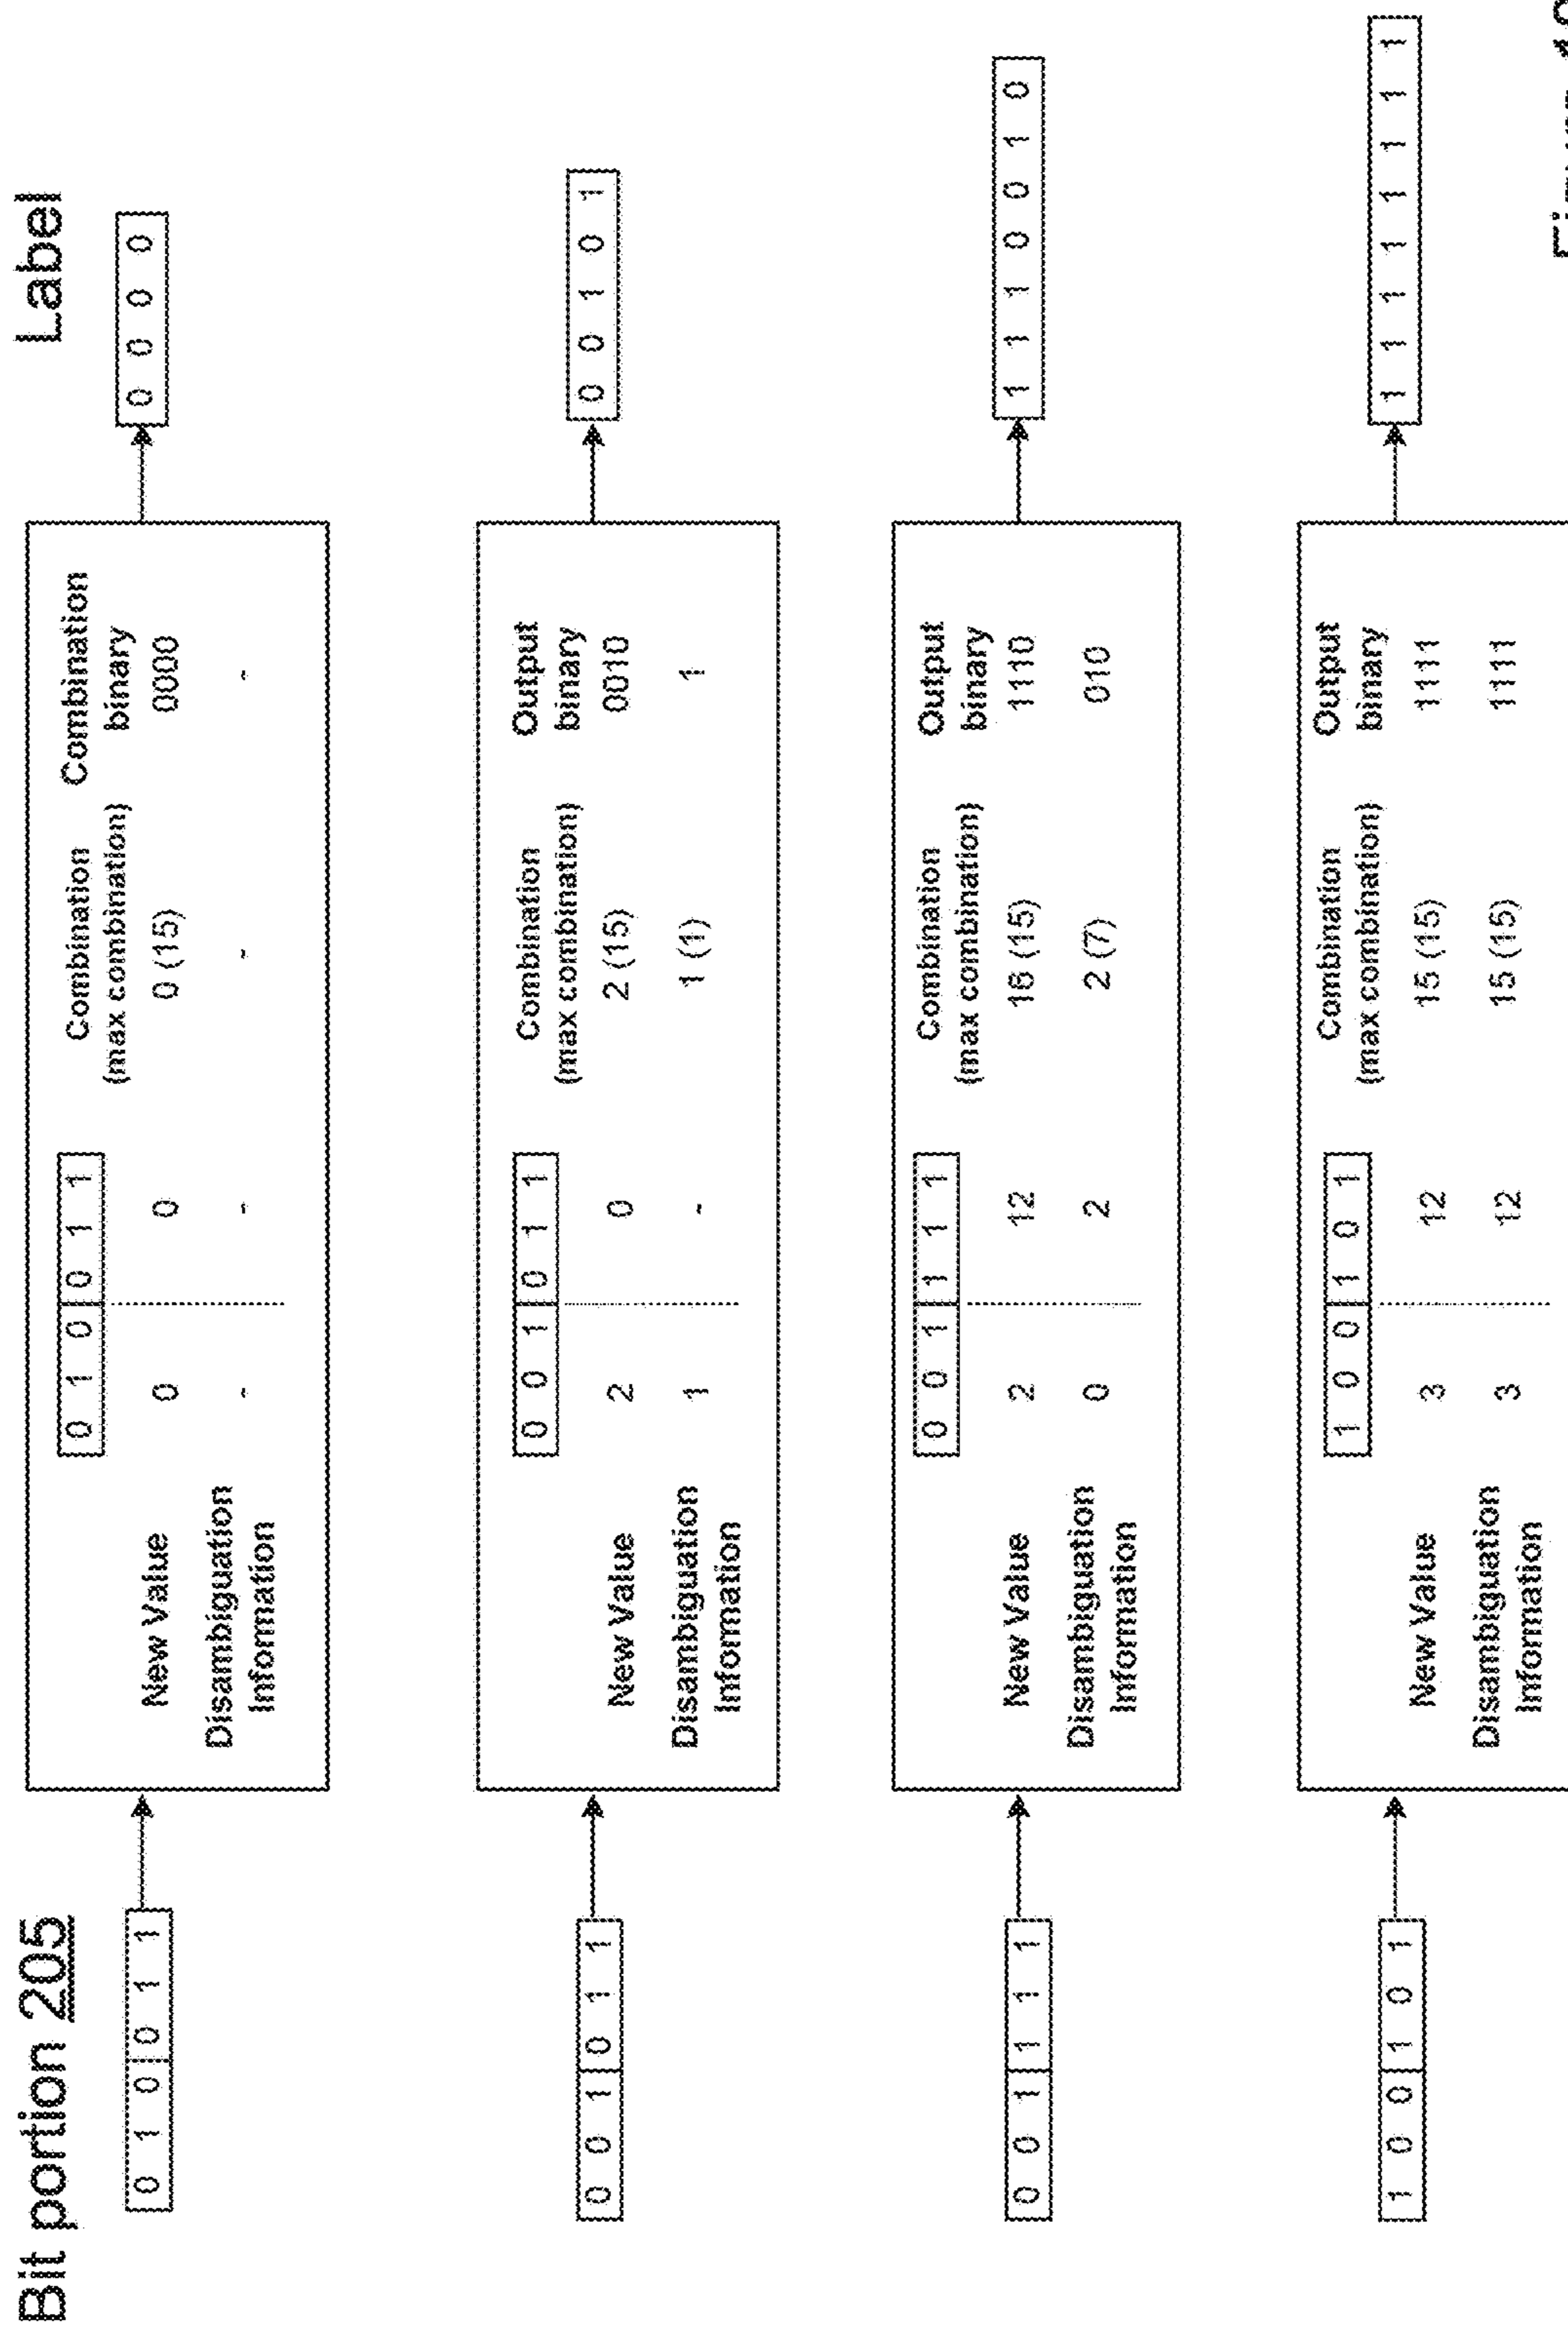 Bit portion 205
Label
0 1 0 0 1 1
0 1 0 0 1 1
Combination (max combination)
Combination binary
New Value 0 0 0 (15) 0000
Disambiguation Information - - - -
0 0 0 0
0 0 1 0 1 1
0 0 1 0 1 1
Combination (max combination)
Output binary
New Value 2 0 2 (15) 0010
Disambiguation Information 1 - 1 (1) 1
0 0 1 0 1
0 0 1 1 1 1
0 0 1 1 1 1
Combination (max combination)
Output binary
New Value 2 12 16 (15) 1110
Disambiguation Information 0 2 2 (7) 010
1 1 1 0 0 1 0
1 0 0 1 0 1
1 0 0 1 0 1
Combination (max combination)
Output binary
New Value 3 12 15 (15) 1111
Disambiguation Information 3 12 15 (15) 1111
1 1 1 1 1 1 1 1